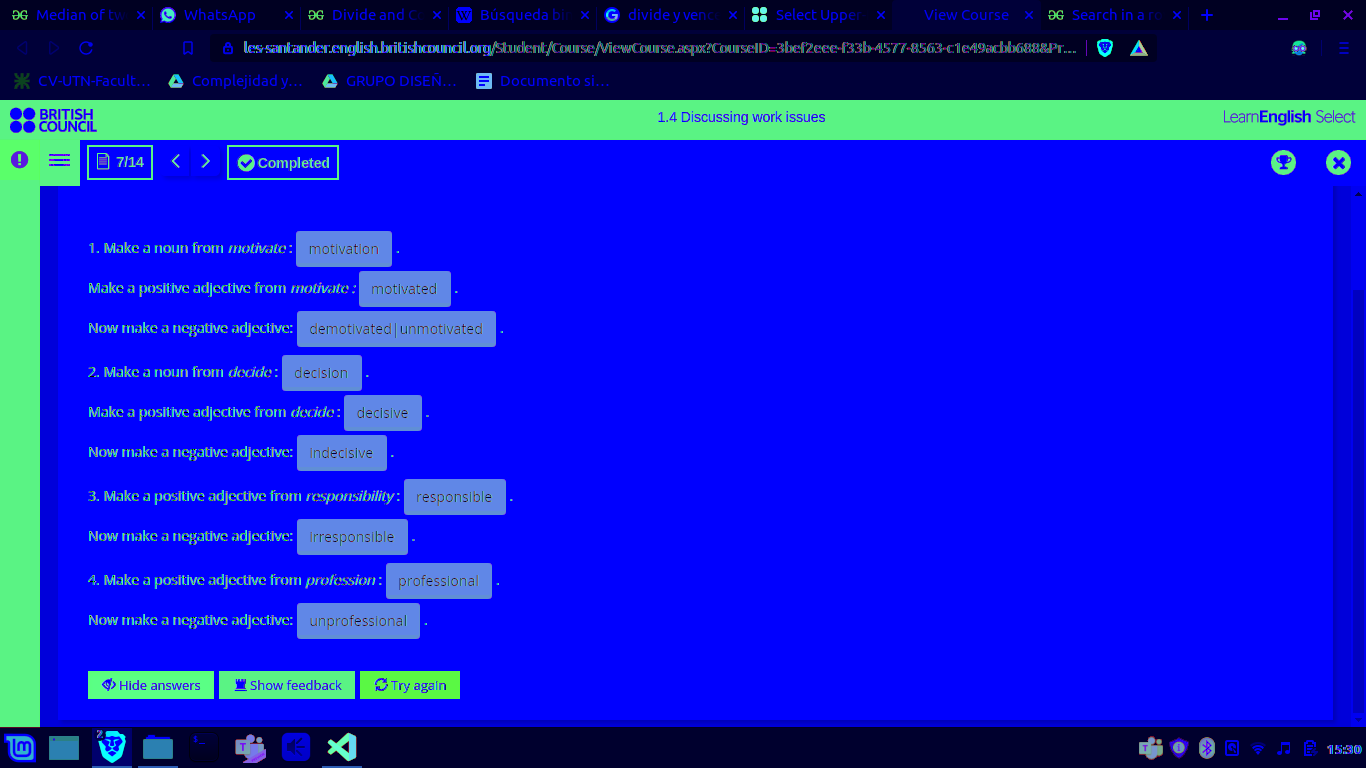 Median of tw
WhatsApp
Divide and C
Búsqueda bi
divide y ven
Select Upper
View Course
Search in a ro
les-santander.english.britishcouncil.org/Student/Course/ViewCourse.aspx?CourseID=3bef2eee-f33b-4577-8563-c1e49acbb688&Pr...
CV-UTN-Facult...
Complejidad y...
GRUPO DISEÑ...
Documento si...
BRITISH
COUNCIL
1.4 Discussing work issues
LearnEnglish Select
7/14
Completed
1. Make a noun from motivate : motivation .
Make a positive adjective from motivate : motivated .
Now make a negative adjective: demotivated|unmotivated .
2. Make a noun from decide : decision .
Make a positive adjective from decide : decisive .
Now make a negative adjective: indecisive .
3. Make a positive adjective from responsibility : responsible .
Now make a negative adjective: irresponsible .
4. Make a positive adjective from profession : professional .
Now make a negative adjective: unprofessional .
Hide answers
Show feedback
Try again
15:30